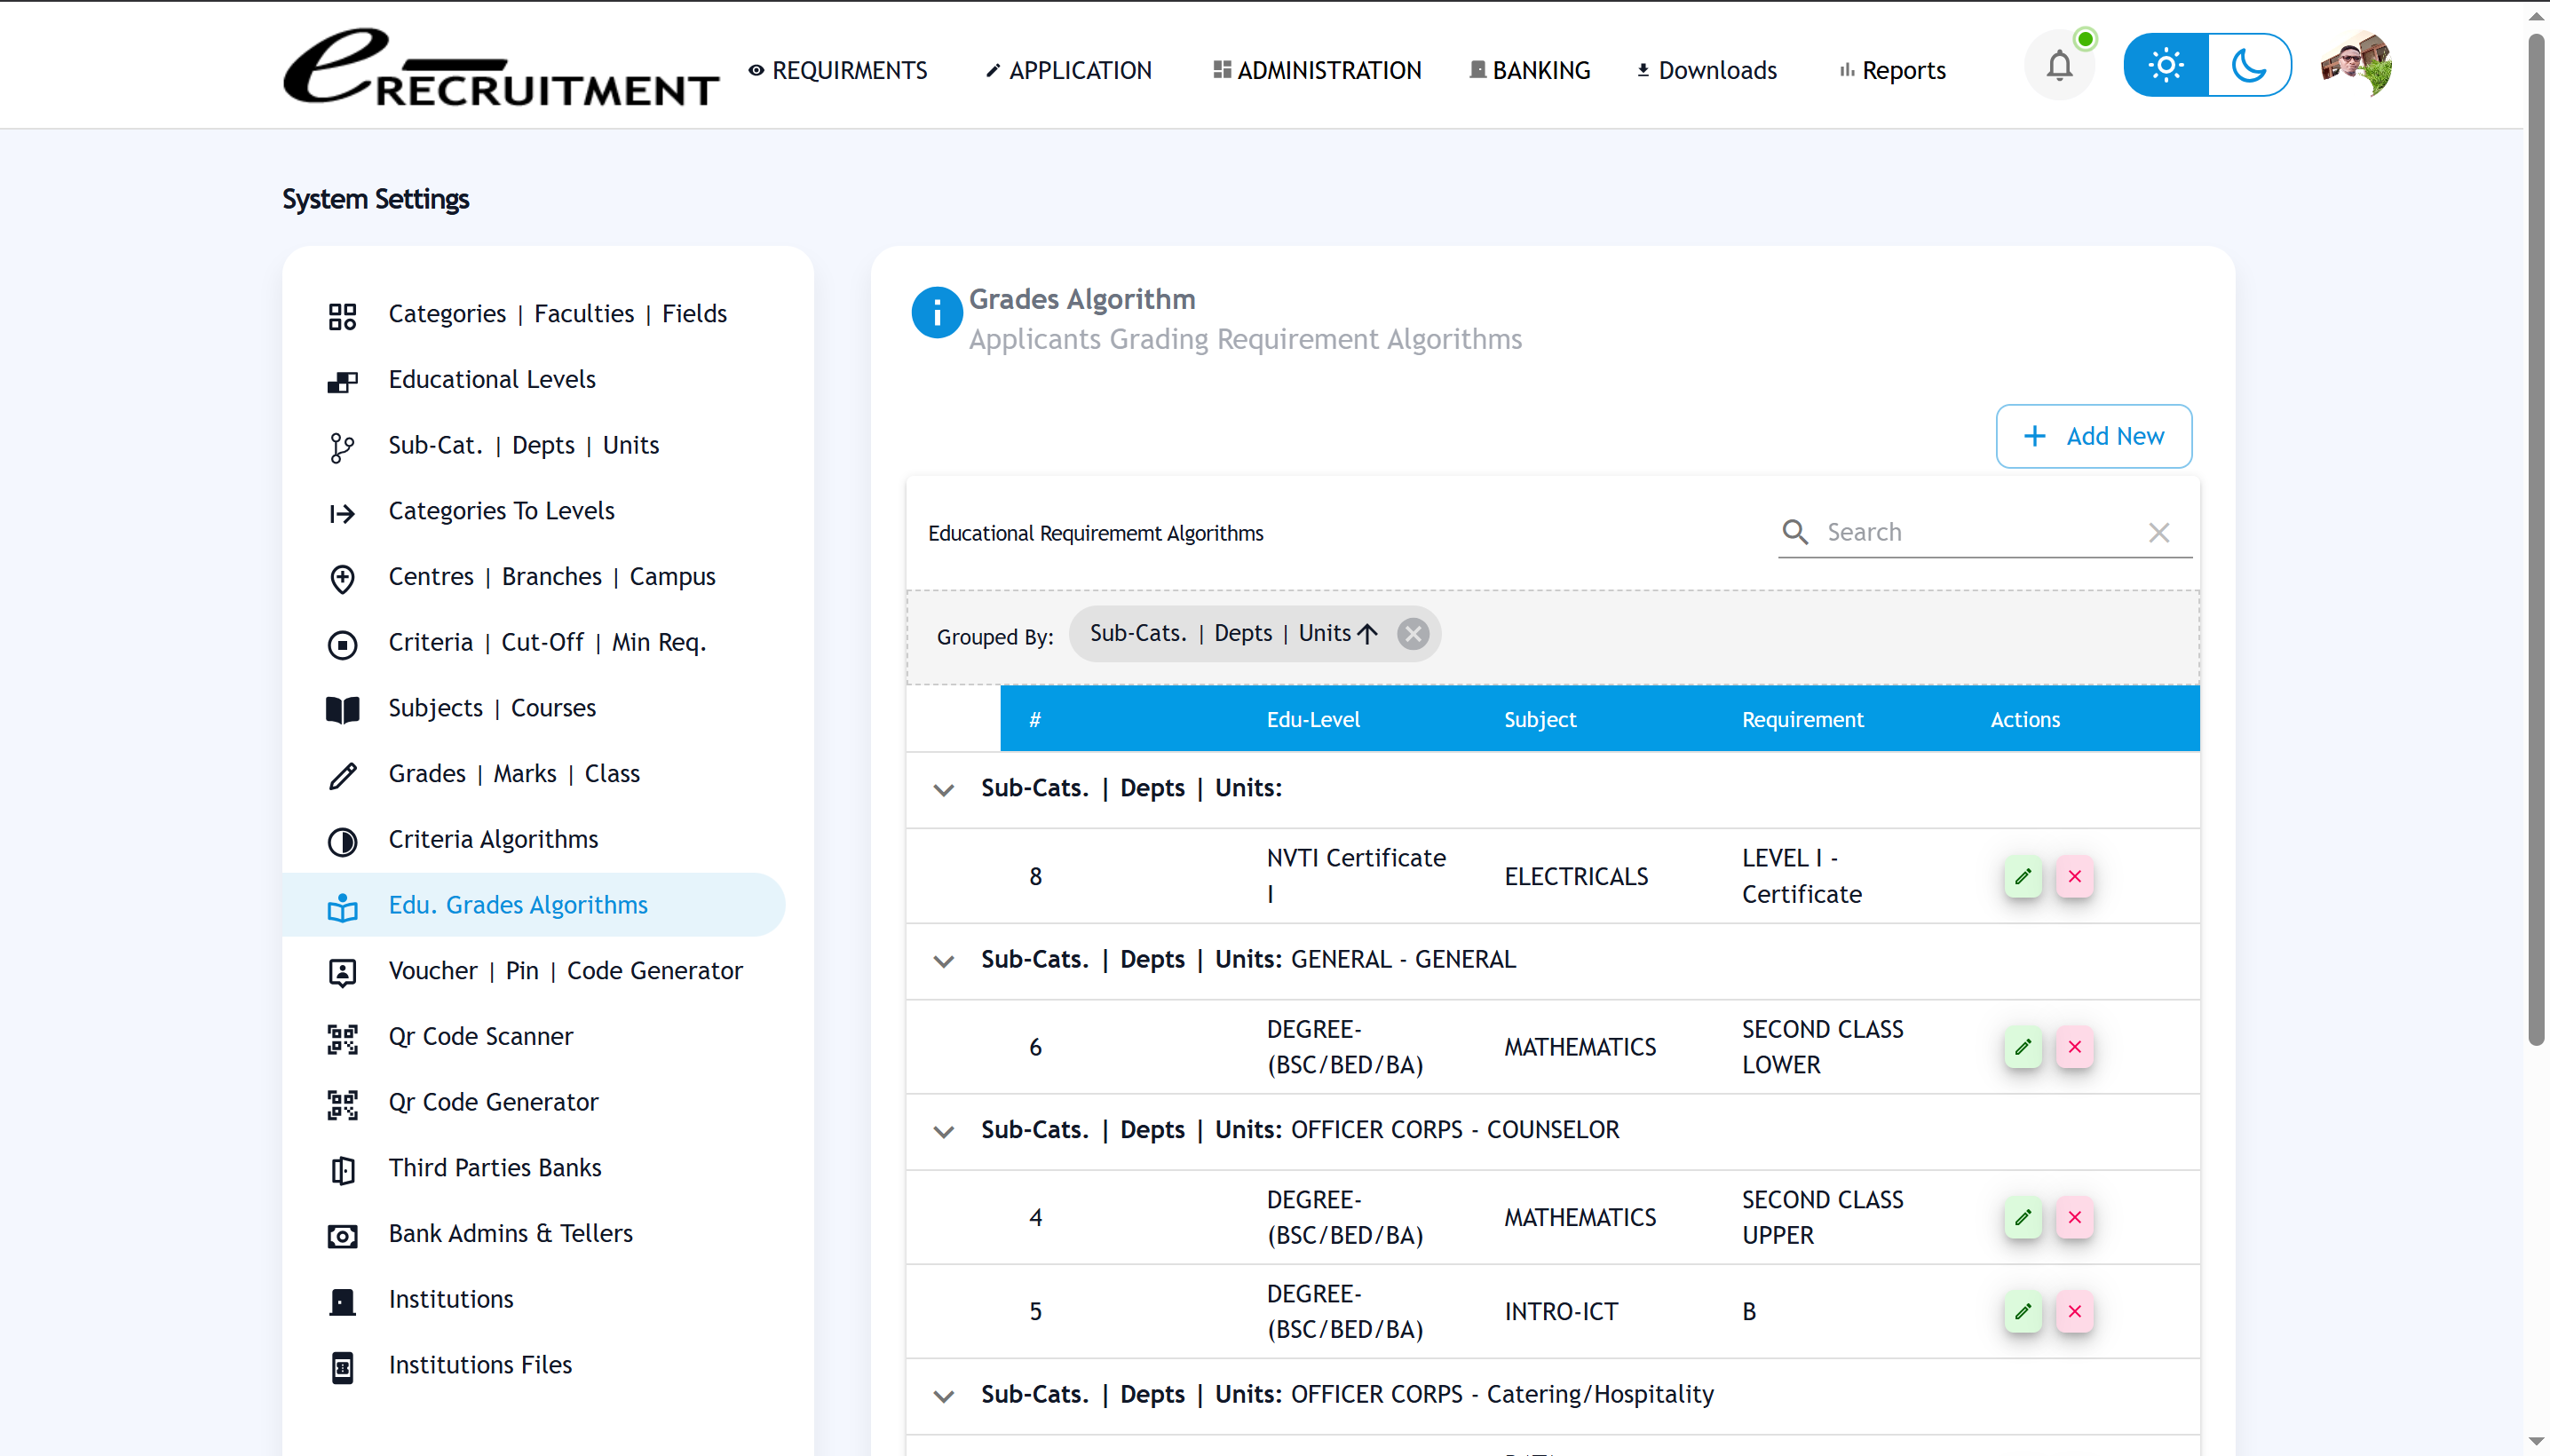 eRECRUITMENT
REQUIRMENTS
APPLICATION
ADMINISTRATION
BANKING
Downloads
Reports
System Settings
Categories | Faculties | Fields
Educational Levels
Sub-Cat. | Depts | Units
Categories To Levels
Centres | Branches | Campus
Criteria | Cut-Off | Min Req.
Subjects | Courses
Grades | Marks | Class
Criteria Algorithms
Edu. Grades Algorithms
Voucher | Pin | Code Generator
Qr Code Scanner
Qr Code Generator
Third Parties Banks
Bank Admins & Tellers
Institutions
Institutions Files
Grades Algorithm
Applicants Grading Requirement Algorithms
Add New
Educational Requirememt Algorithms
Search
Grouped By: Sub-Cats. | Depts | Units
# Edu-Level Subject Requirement Actions
Sub-Cats. | Depts | Units:
8 NVTI Certificate I ELECTRICALS LEVEL I - Certificate
Sub-Cats. | Depts | Units: GENERAL - GENERAL
6 DEGREE-(BSC/BED/BA) MATHEMATICS SECOND CLASS LOWER
Sub-Cats. | Depts | Units: OFFICER CORPS - COUNSELOR
4 DEGREE-(BSC/BED/BA) MATHEMATICS SECOND CLASS UPPER
5 DEGREE-(BSC/BED/BA) INTRO-ICT B
Sub-Cats. | Depts | Units: OFFICER CORPS - Catering/Hospitality